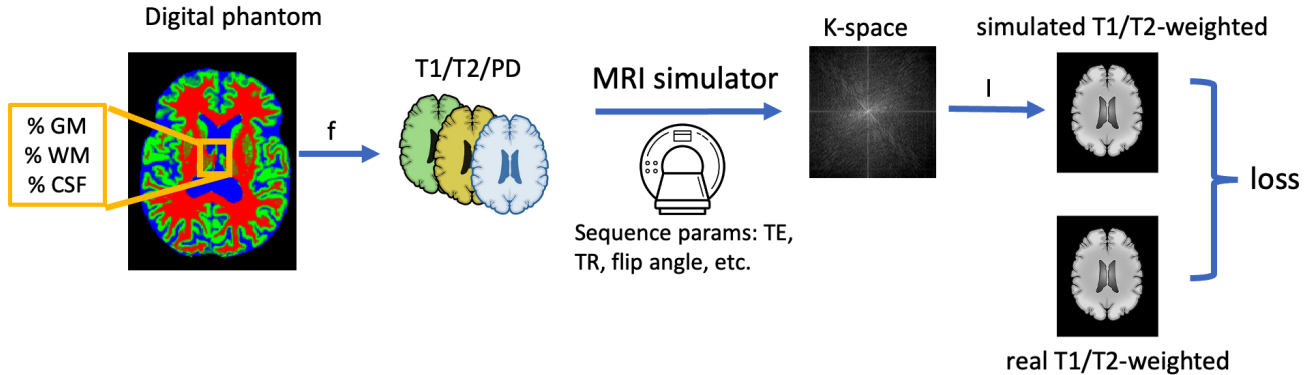 Digital phantom
% GM
% WM
% CSF
f
T1/T2/PD
MRI simulator
Sequence params: TE,
TR, flip angle, etc.
K-space
I
simulated T1/T2-weighted
real T1/T2-weighted
loss